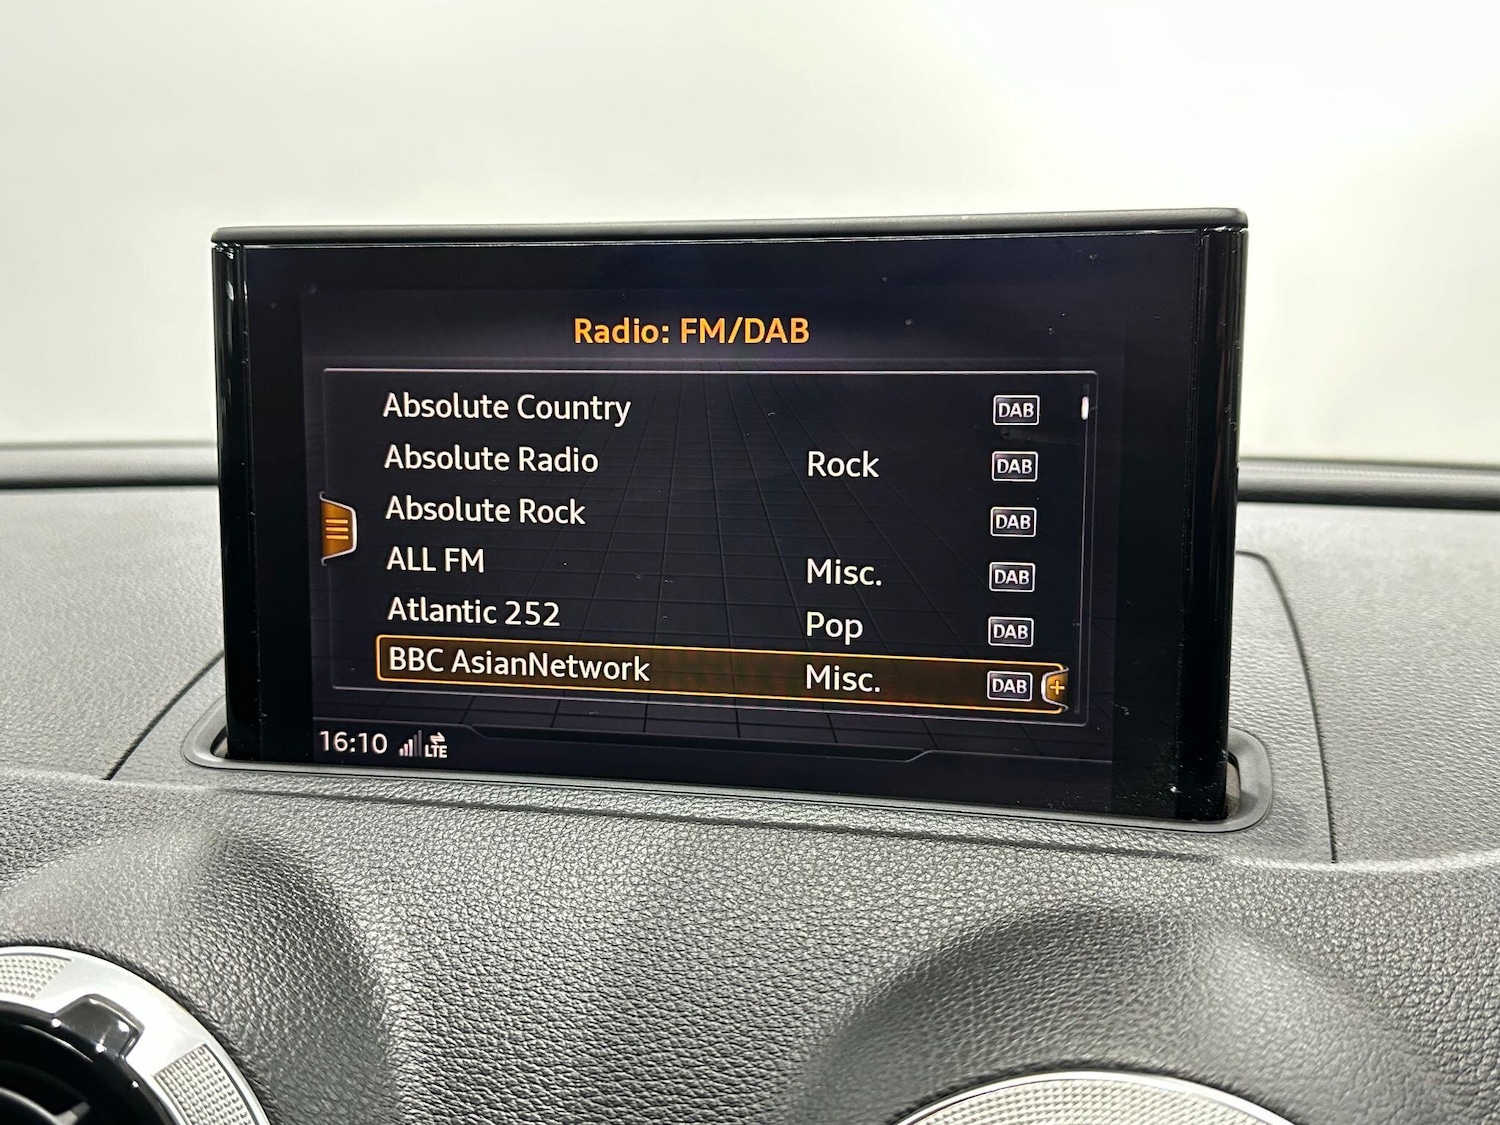 Radio: FM/DAB
Absolute Country DAB
Absolute Radio Rock DAB
Absolute Rock DAB
ALL FM Misc. DAB
Atlantic 252 Pop DAB
BBC AsianNetwork Misc. DAB +
16:10 LTE